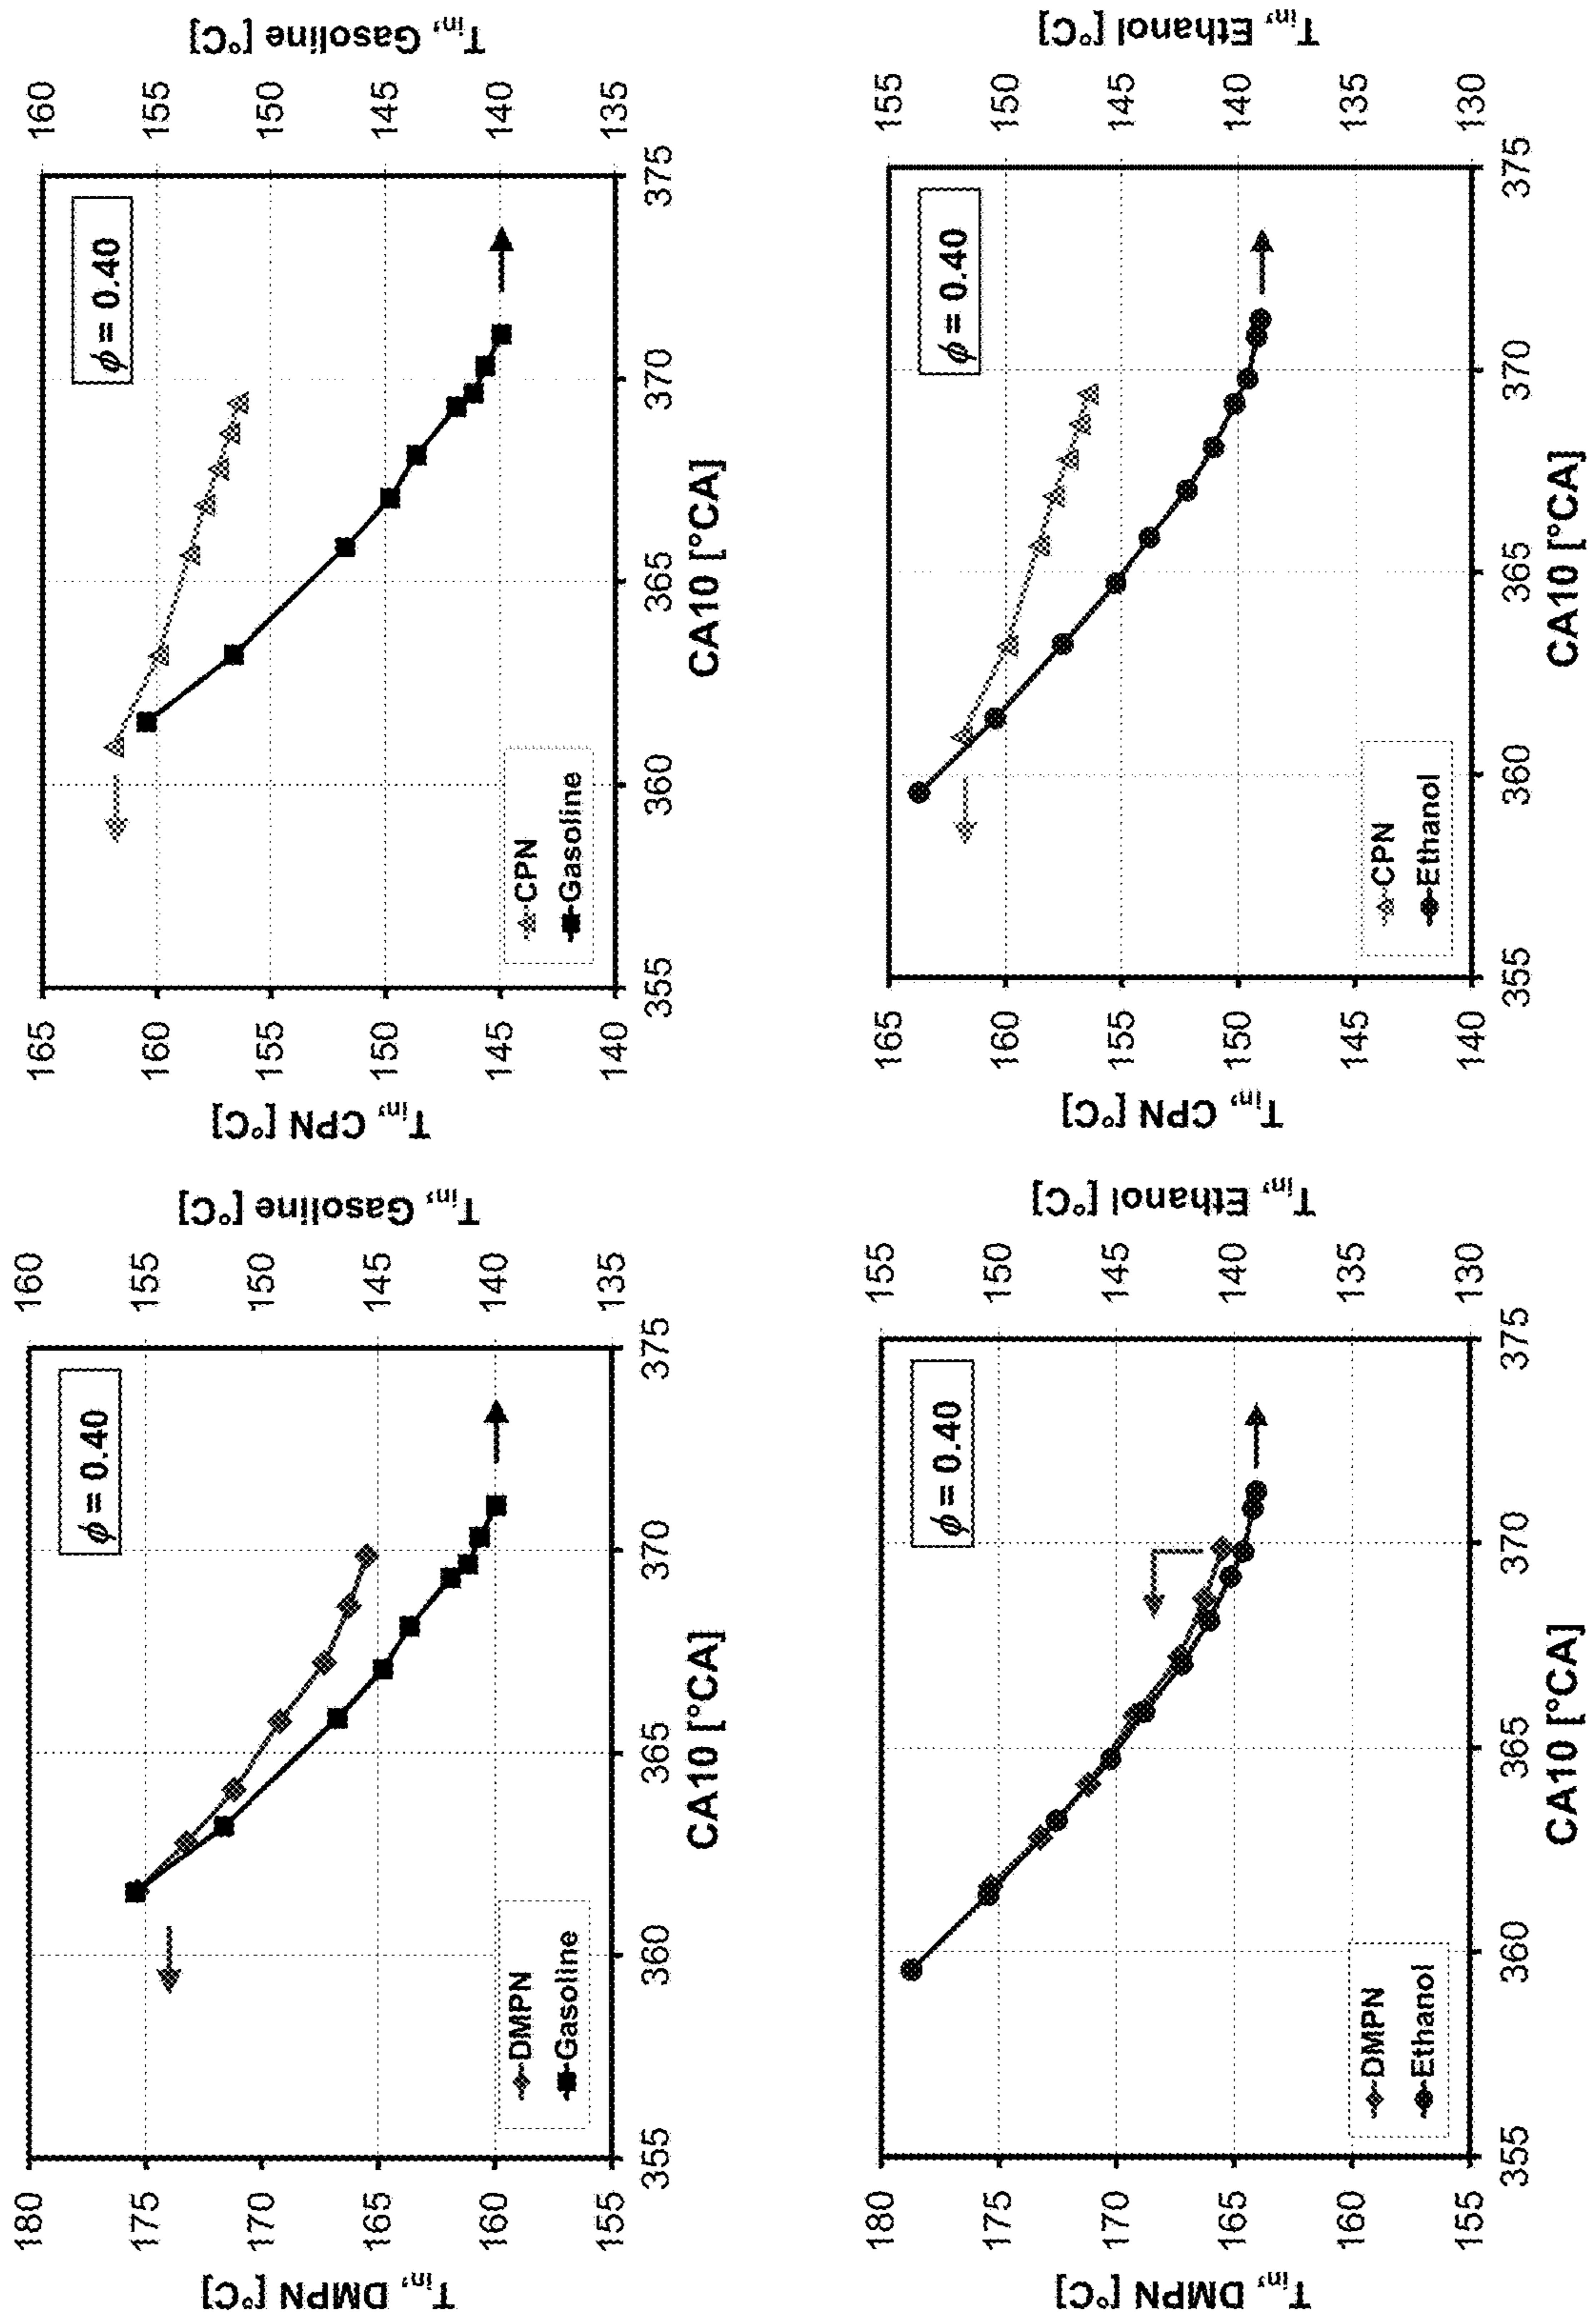 T_in, DMPN [°C]
180
175
170
165
160
155
ϕ = 0.40
DMPN
Gasoline
355 360 365 370 375
CA10 [°CA]
160
155
150
145
140
135
T_in, Gasoline [°C]
T_in, CPN [°C]
165
160
155
150
145
140
ϕ = 0.40
CPN
Gasoline
355 360 365 370 375
CA10 [°CA]
160
155
150
145
140
135
T_in, Gasoline [°C]
T_in, DMPN [°C]
180
175
170
165
160
155
ϕ = 0.40
DMPN
Ethanol
355 360 365 370 375
CA10 [°CA]
155
150
145
140
135
130
T_in, Ethanol [°C]
T_in, CPN [°C]
165
160
155
150
145
140
ϕ = 0.40
CPN
Ethanol
355 360 365 370 375
CA10 [°CA]
155
150
145
140
135
130
T_in, Ethanol [°C]